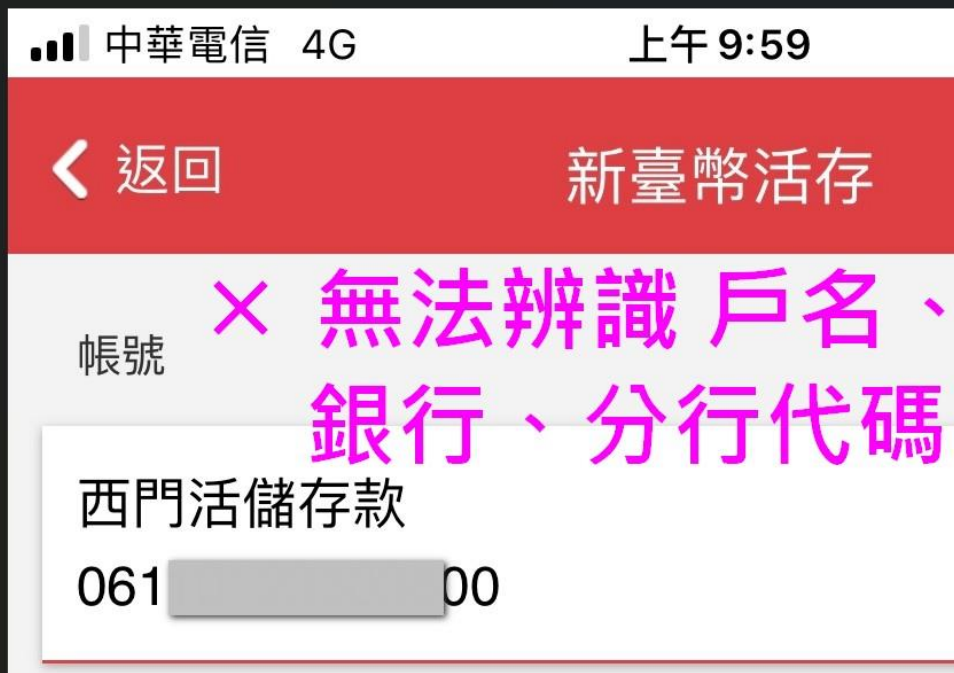 中華電信 4G 上午 9:59
返回 新臺幣活存
× 無法辨識 戶名、
帳號
銀行、分行代碼
西門活儲存款
061 00